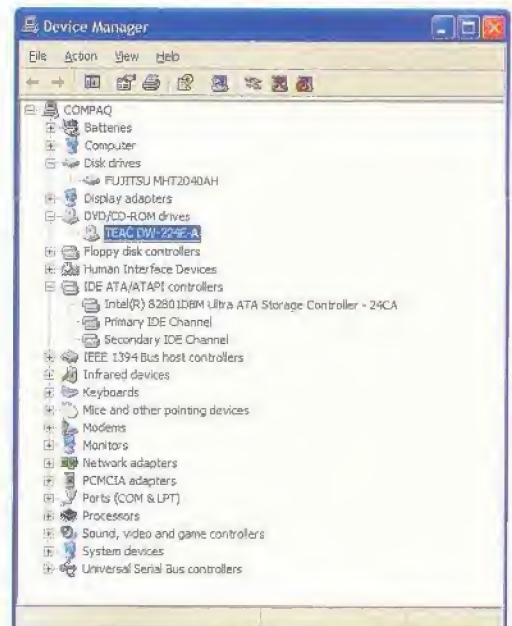 Device Manager
File Action View Help
COMPAQ
Batteries
Computer
Disk drives
FUJITSU MHT2040AH
Display adapters
DVD/CD-ROM drives
TEAC DW-224E-A
Floppy disk controllers
Human Interface Devices
IDE ATA/ATAPI controllers
Intel(R) 82801DBM Ultra ATA Storage Controller - 24CA
Primary IDE Channel
Secondary IDE Channel
IEEE 1394 Bus host controllers
Infrared devices
Keyboards
Mice and other pointing devices
Modems
Monitors
Network adapters
PCMCIA adapters
Ports (COM & LPT)
Processors
Sound, video and game controllers
System devices
Universal Serial Bus controllers